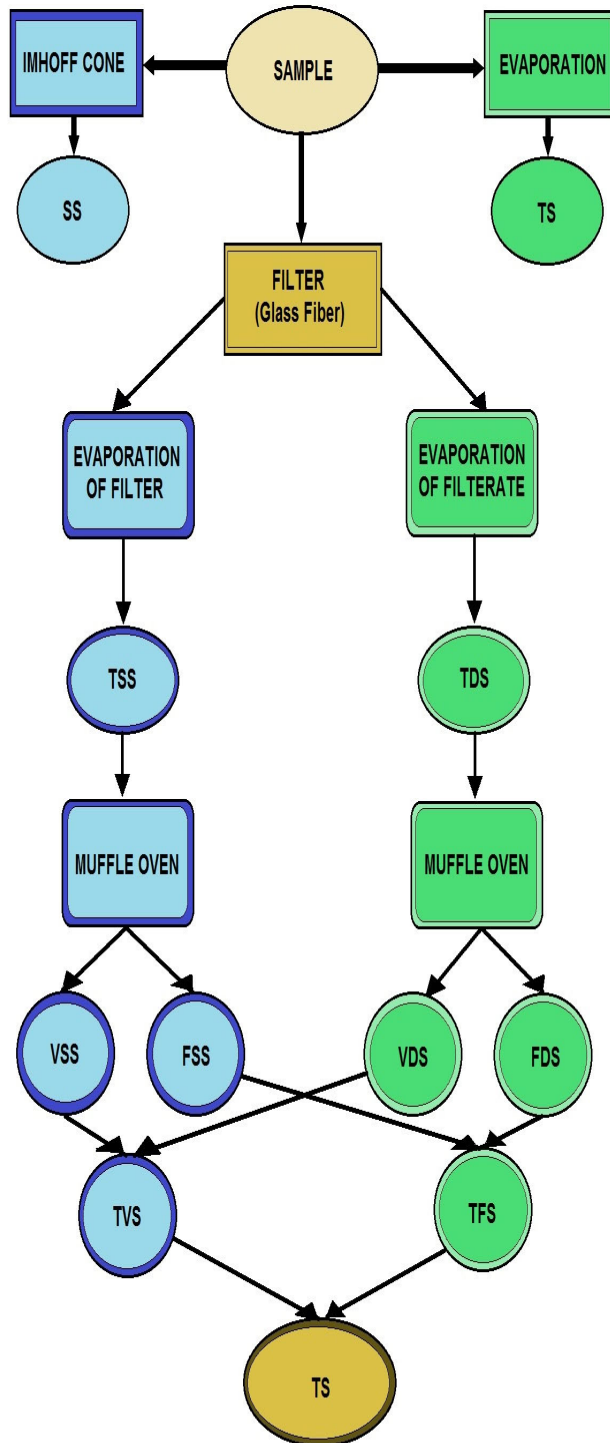 IMHOFF CONE
SAMPLE
EVAPORATION
SS
TS
FILTER
(Glass Fiber)
EVAPORATION
OF FILTER
EVAPORATION
OF FILTERATE
TSS
TDS
MUFFLE OVEN
MUFFLE OVEN
VSS
FSS
VDS
FDS
TVS
TFS
TS